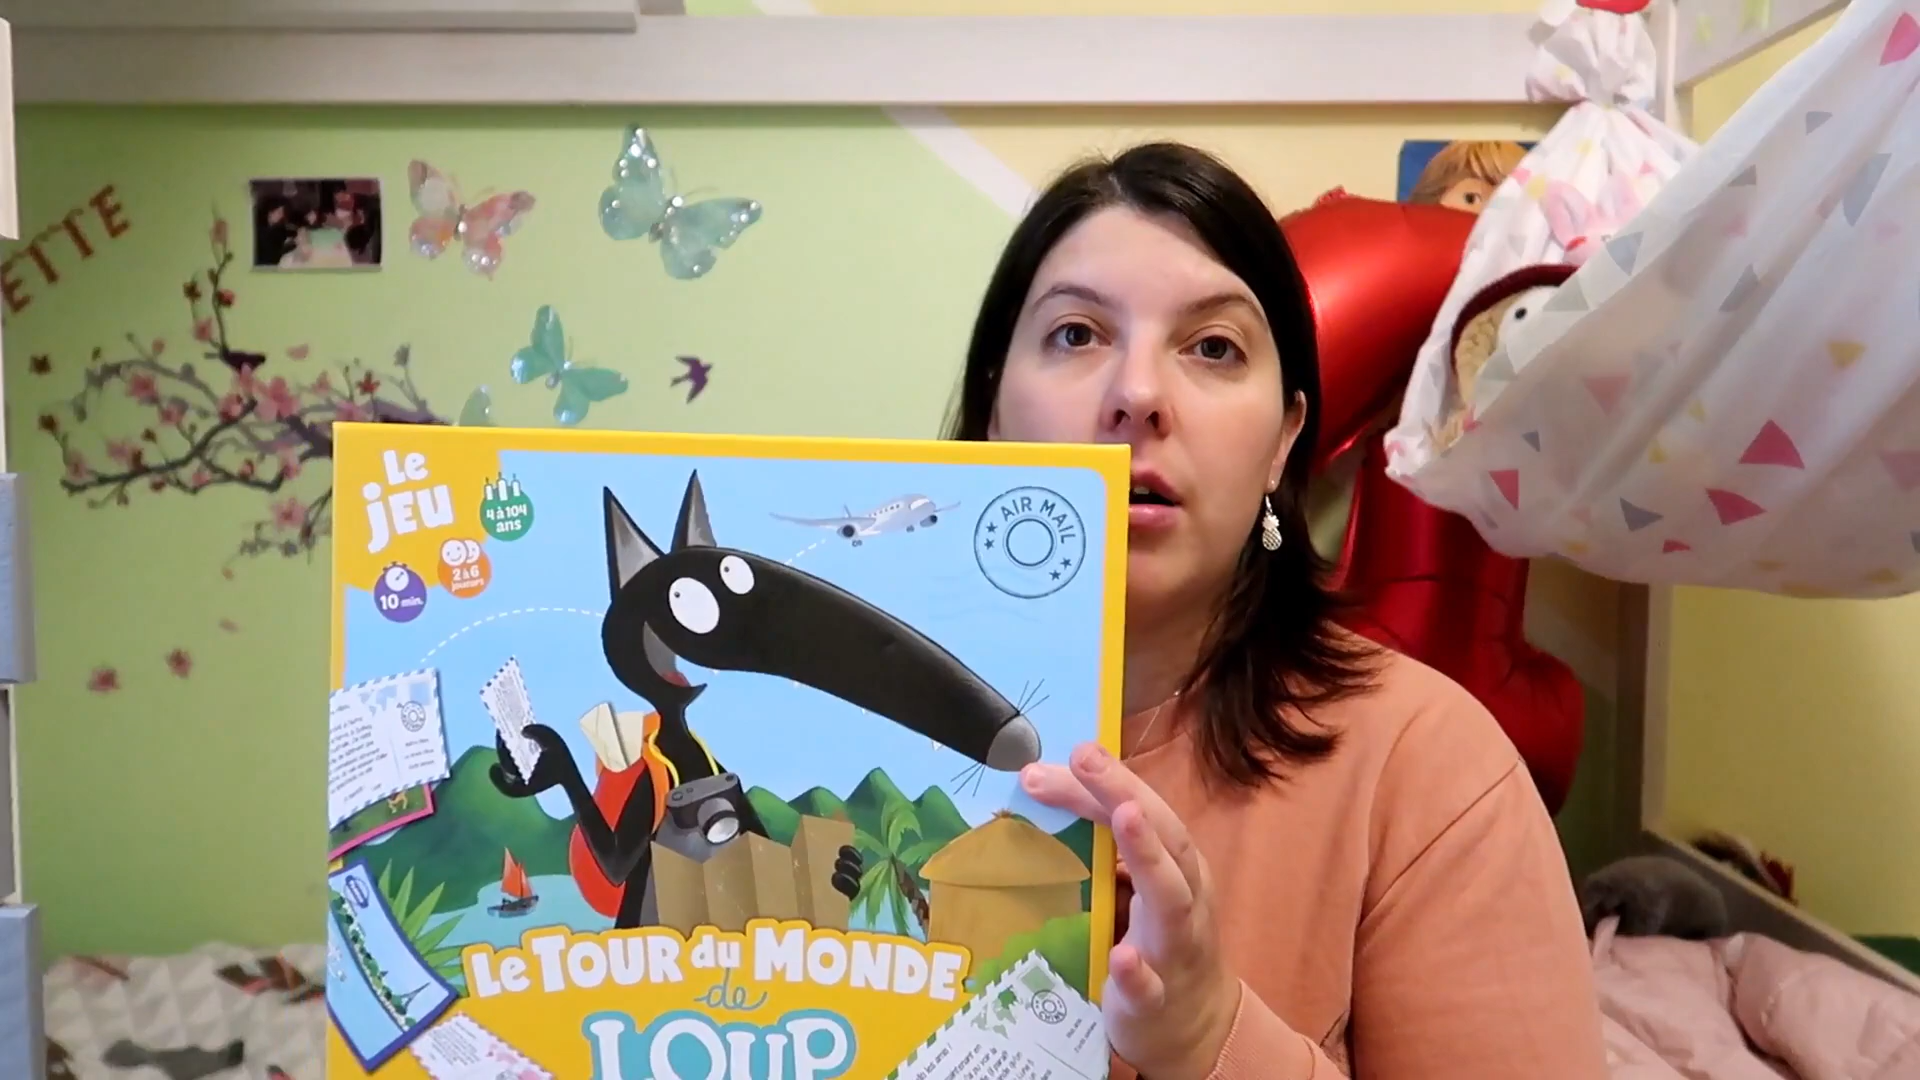 ETTE
Le
jeu
4 à 104
ans
2 à 6
joueurs
10 min.
AIR MAIL
Le TOUR du MONDE
de
LOUP
CHINE